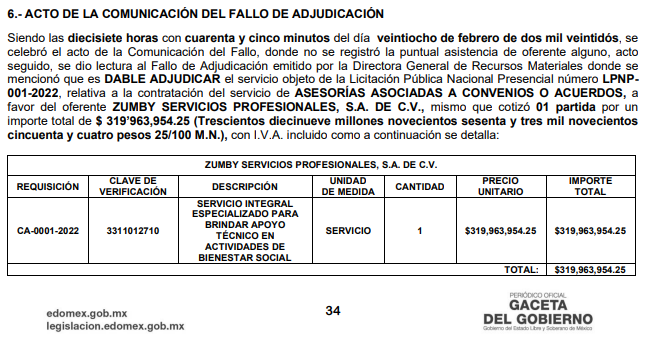 6.- ACTO DE LA COMUNICACIÓN DEL FALLO DE ADJUDICACIÓN
Siendo las diecisiete horas con cuarenta y cinco minutos del día veintiocho de febrero de dos mil veintidós, se
celebró el acto de la Comunicación del Fallo, donde no se registró la puntual asistencia de oferente alguno, acto
seguido, se dio lectura al Fallo de Adjudicación emitido por la Directora General de Recursos Materiales donde se
mencionó que es DABLE ADJUDICAR el servicio objeto de la Licitación Pública Nacional Presencial número LPNP-
001-2022, relativa a la contratación del servicio de ASESORÍAS ASOCIADAS A CONVENIOS O ACUERDOS, a
favor del oferente ZUMBY SERVICIOS PROFESIONALES, S.A. DE C.V., mismo que cotizó 01 partida por un
importe total de $ 319'963,954.25 (Trescientos diecinueve millones novecientos sesenta y tres mil novecientos
cincuenta y cuatro pesos 25/100 M.N.), con I.V.A. incluido como a continuación se detalla:
ZUMBY SERVICIOS PROFESIONALES, S.A. DE C.V.
REQUISICIÓN CLAVE DE VERIFICACIÓN DESCRIPCIÓN UNIDAD DE MEDIDA CANTIDAD PRECIO UNITARIO IMPORTE TOTAL
CA-0001-2022 3311012710 SERVICIO INTEGRAL ESPECIALIZADO PARA BRINDAR APOYO TÉCNICO EN ACTIVIDADES DE BIENESTAR SOCIAL SERVICIO 1 $319,963,954.25 $319,963,954.25
TOTAL: $319,963,954.25
edomex.gob.mx
legislacion.edomex.gob.mx
34
PERIÓDICO OFICIAL
GACETA
DEL GOBIERNO
Gobierno del Estado Libre y Soberano de México